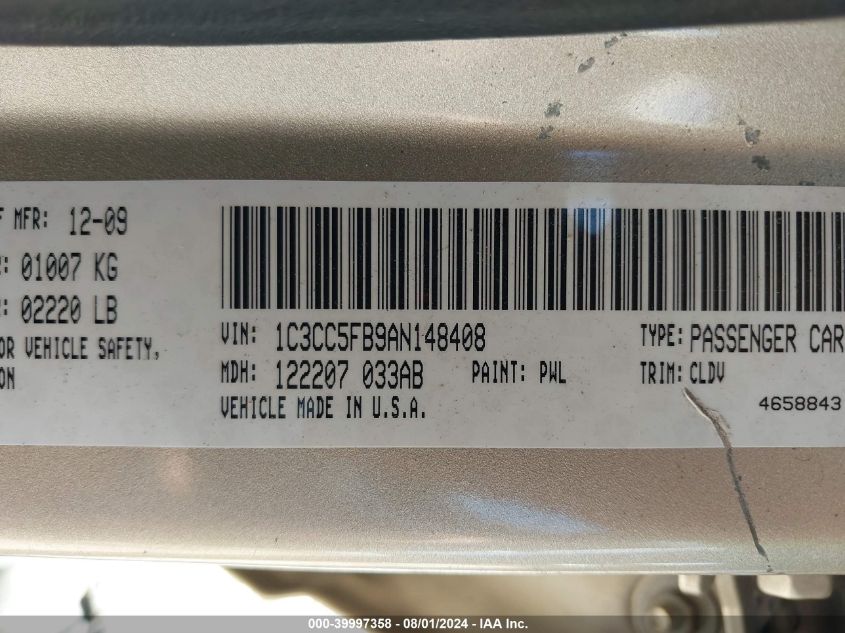 F MFR: 12-09
R: 01007 KG
R: 02220 LB
OR VEHICLE SAFETY,
ON
VIN: 1C3CC5FB9AN148408
TYPE: PASSENGER CAR
MDH: 122207 033AB
PAINT: PWL
TRIM: CLDV
VEHICLE MADE IN U.S.A.
4658843
000-39997358 - 08/01/2024 - IAA Inc.